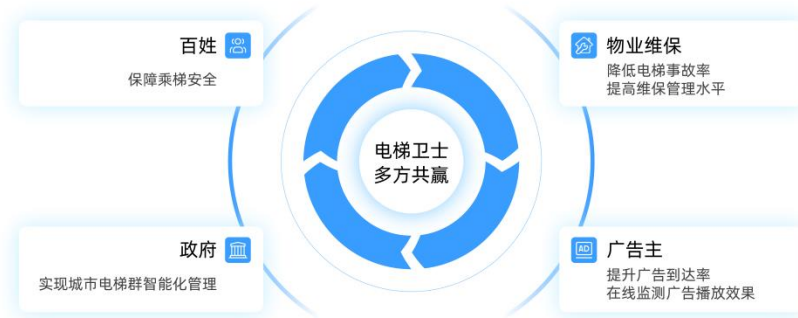 百姓
保障乘梯安全
物业维保
降低电梯事故率
提高维保管理水平
电梯卫士
多方共赢
政府
实现城市电梯群智能化管理
AD
广告主
提升广告到达率
在线监测广告播放效果